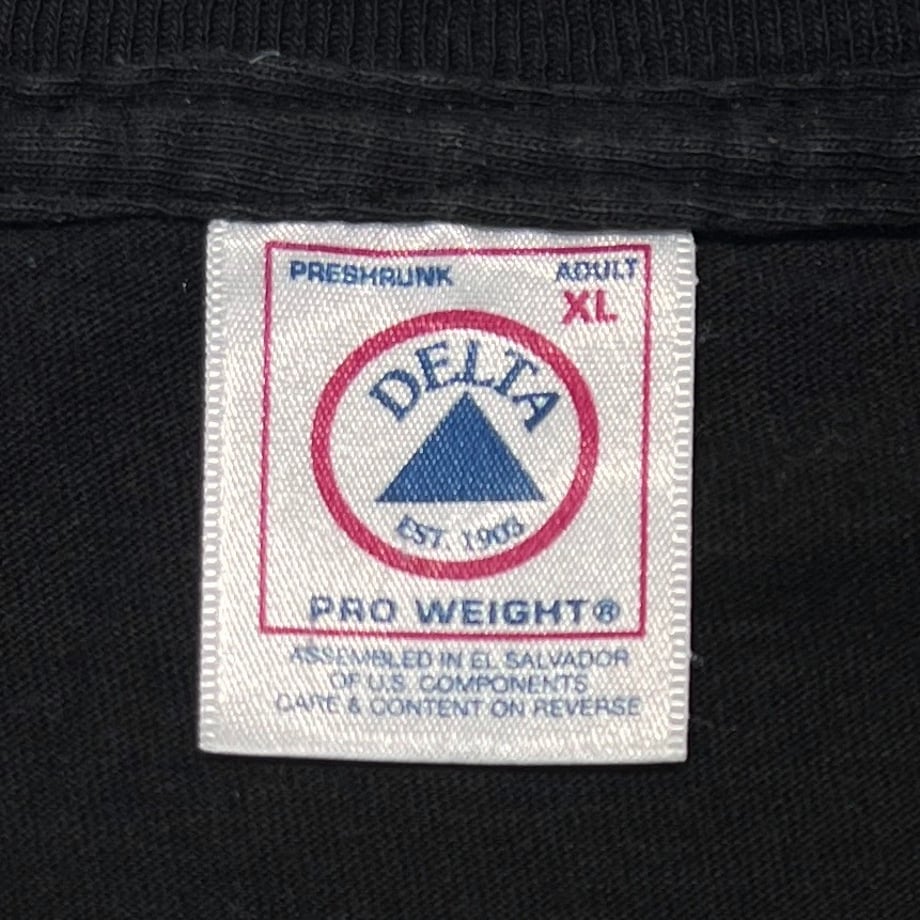 PRESHRUNK
ADULT
XL
DELTA
EST. 1903
PRO WEIGHT®
ASSEMBLED IN EL SALVADOR
OF U.S. COMPONENTS
CARE & CONTENT ON REVERSE